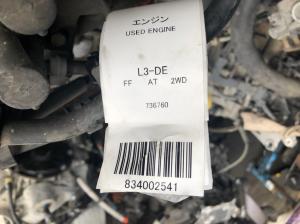 エンジン
USED ENGINE
L3-DE
FF AT 2WD
736760
834002541